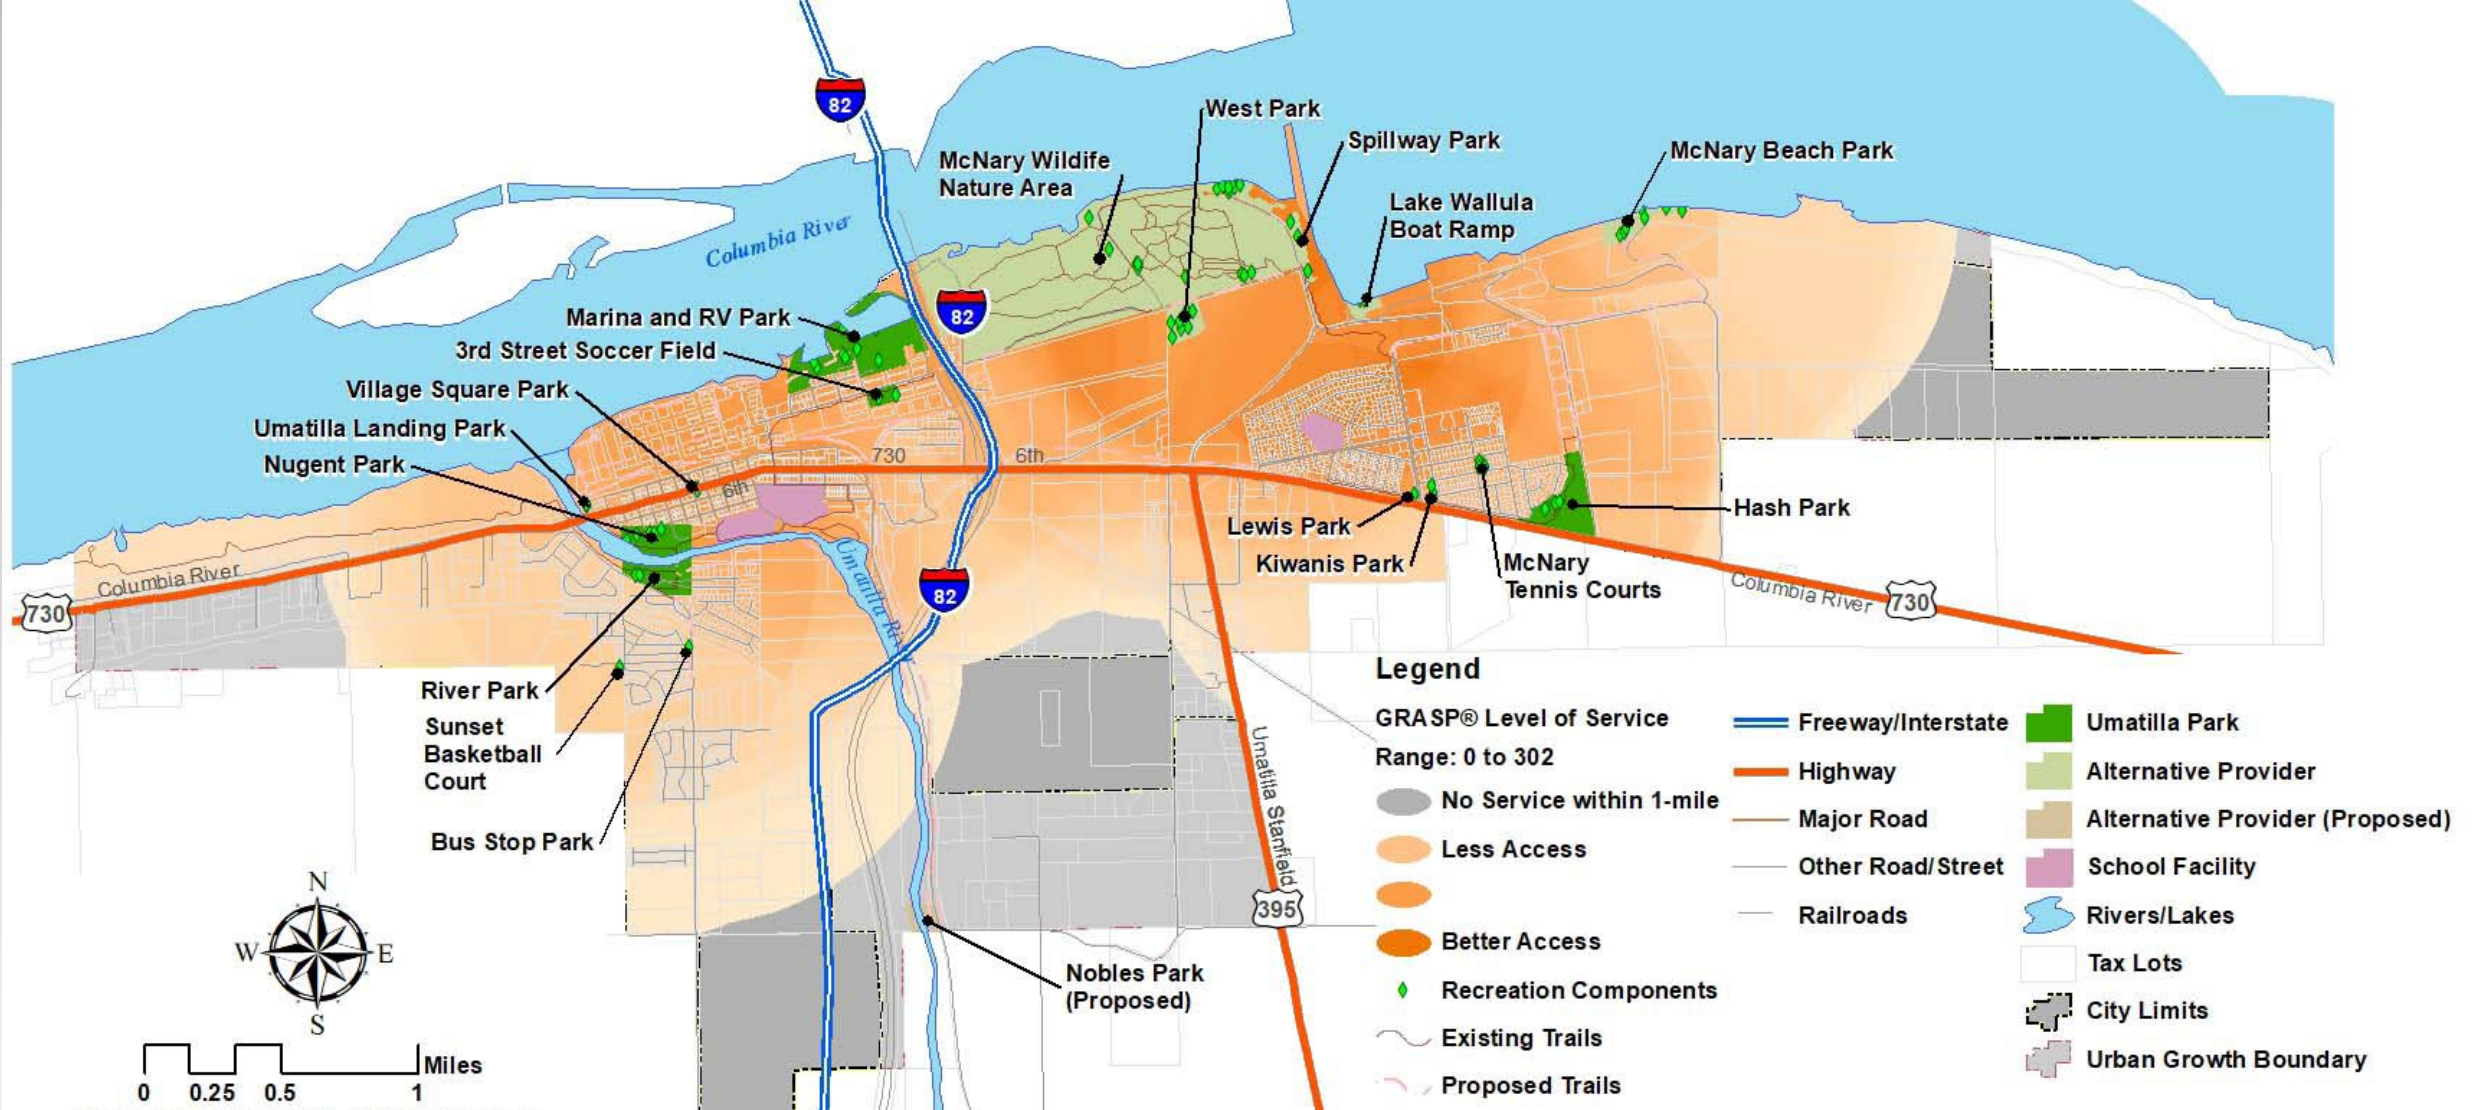 82
West Park
Spillway Park
McNary Beach Park
McNary Wildife
Nature Area
Lake Wallula
Boat Ramp
Columbia River
82
Marina and RV Park
3rd Street Soccer Field
Village Square Park
Umatilla Landing Park
Nugent Park
730
6th
6th
Hash Park
Lewis Park
Kiwanis Park
McNary
Tennis Courts
Columbia River
730
Columbia River
730
Umatilla River
82
River Park
Sunset
Basketball
Court
Bus Stop Park
Umatilla Stanfield
395
Nobles Park
(Proposed)
N
W
E
S
Miles
0
0.25
0.5
1
Legend
GRASP® Level of Service
Range: 0 to 302
No Service within 1-mile
Less Access
Better Access
Recreation Components
Existing Trails
Proposed Trails
Freeway/Interstate
Highway
Major Road
Other Road/Street
Railroads
Umatilla Park
Alternative Provider
Alternative Provider (Proposed)
School Facility
Rivers/Lakes
Tax Lots
City Limits
Urban Growth Boundary